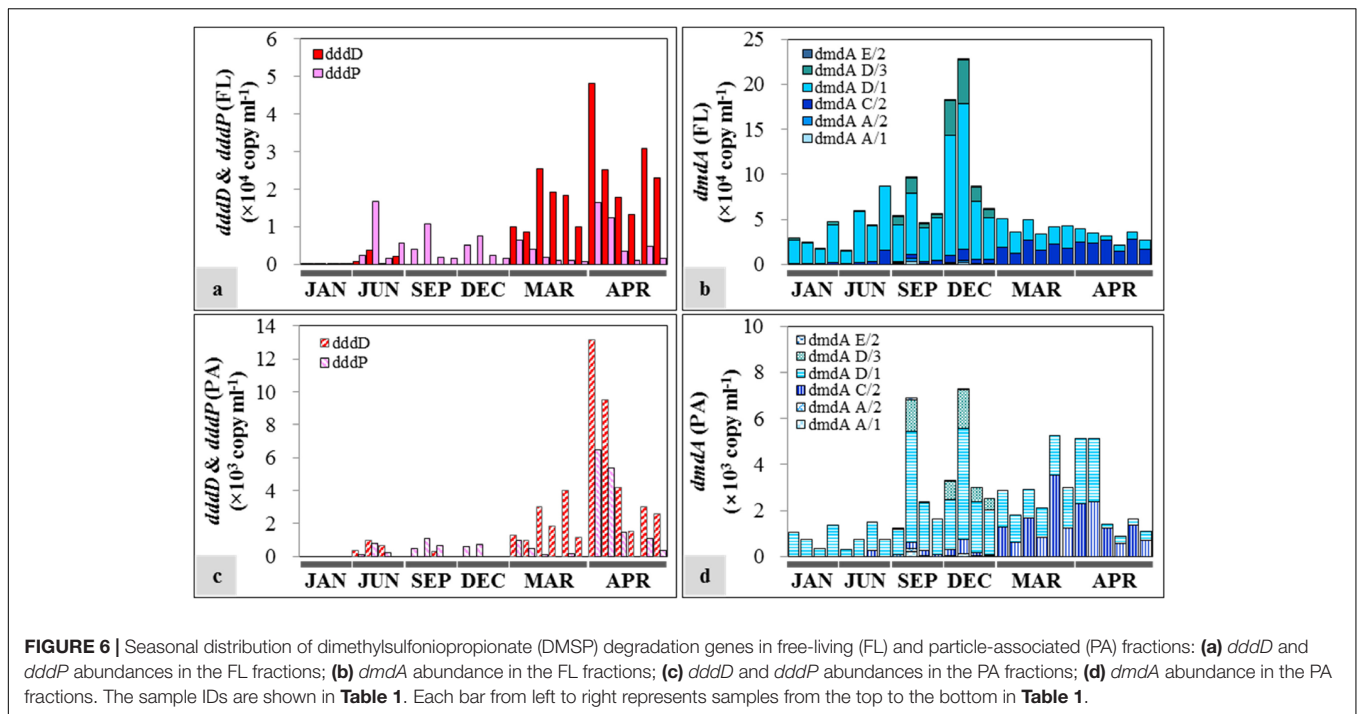 dddD & dddP (FL)
(×10⁴ copy ml⁻¹)
6
5
4
3
2
1
0
dddD
dddP
a
JAN JUN SEP DEC MAR APR
dmdA (FL)
(×10⁴ copy ml⁻¹)
25
20
15
10
5
0
dmdA E/2
dmdA D/3
dmdA D/1
dmdA C/2
dmdA A/2
dmdA A/1
b
JAN JUN SEP DEC MAR APR
dddD & dddP (PA)
(×10³ copy ml⁻¹)
14
12
10
8
6
4
2
0
dddD
dddP
c
JAN JUN SEP DEC MAR APR
dmdA (PA)
(×10³ copy ml⁻¹)
10
8
6
4
2
0
dmdA E/2
dmdA D/3
dmdA D/1
dmdA C/2
dmdA A/2
dmdA A/1
d
JAN JUN SEP DEC MAR APR
FIGURE 6 | Seasonal distribution of dimethylsulfoniopropionate (DMSP) degradation genes in free-living (FL) and particle-associated (PA) fractions: (a) dddD and
dddP abundances in the FL fractions; (b) dmdA abundance in the FL fractions; (c) dddD and dddP abundances in the PA fractions; (d) dmdA abundance in the PA
fractions. The sample IDs are shown in Table 1. Each bar from left to right represents samples from the top to the bottom in Table 1.